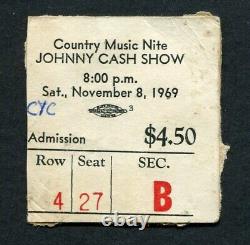 Country Music Nite
JOHNNY CASH SHOW
8:00 p.m.
Sat., November 8, 1969
3
CYC
Admission $4.50
Row Seat SEC.
4 27 B